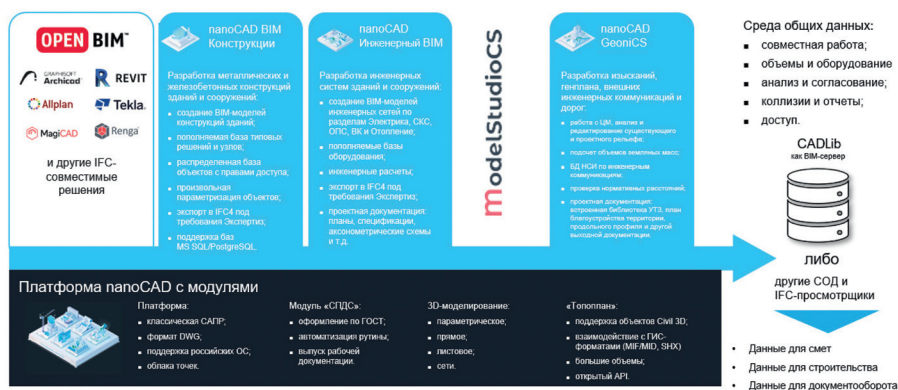 OPEN BIM™
GRAPHISOFT
Archicad
REVIT
Allplan
Tekla
MagiCAD
Renga
и другие IFC-
совместимые
решения
nanoCAD BIM
Конструкции
Разработка металлических и
железобетонных конструкций
зданий и сооружений:
создание BIM-моделей
конструкций зданий;
пополняемая база типовых
решений и узлов;
распределенная база
объектов с правами доступа;
произвольная
параметризация объектов;
экспорт в IFC4 под
требования Экспертиз;
поддержка баз
MS SQL/PostgreSQL.
nanoCAD
Инженерный BIM
Разработка инженерных
систем зданий и сооружений:
создание BIM-моделей
инженерных сетей по
разделам Электрика, СКС,
ОПС, ВК и Отопление;
пополняемые базы
оборудования;
инженерные расчеты;
экспорт в IFC4 под
требования Экспертиз;
проектная документация:
планы, спецификации,
аксонометрические схемы
и т.д.
modelStudioCS
nanoCAD
GeoniCS
Разработка изысканий,
генплана, внешних
инженерных коммуникаций и
дорог:
работа с ЦМ, анализ и
редактирование существующего
и проектного рельефа;
подсчет объемов земляных масс;
БД НСИ по инженерным
коммуникациям;
проверка нормативных расстояний;
проектная документация:
встроенная библиотека УГЗ, план
благоустройства территории,
продольного профиля и другой
выходной документации.
Среда общих данных:
совместная работа;
объемы и оборудование
анализ и согласование;
коллизии и отчеты;
доступ.
CADLib
как BIM-сервер
либо
другие СОД и
IFC-просмотрщики
Данные для смет
Данные для строительства
Данные для документооборота
Платформа nanoCAD с модулями
Платформа:
классическая САПР;
формат DWG;
поддержка российских ОС;
облака точек.
Модуль «СПДС»:
оформление по ГОСТ;
автоматизация рутины;
выпуск рабочей
документации.
3D-моделирование:
параметрическое;
прямое;
листовое;
сети.
«Топоплан»:
поддержка объектов Civil 3D;
взаимодействие с ГИС-
форматами (MIF/MID, SHX)
большие объемы;
открытый API.